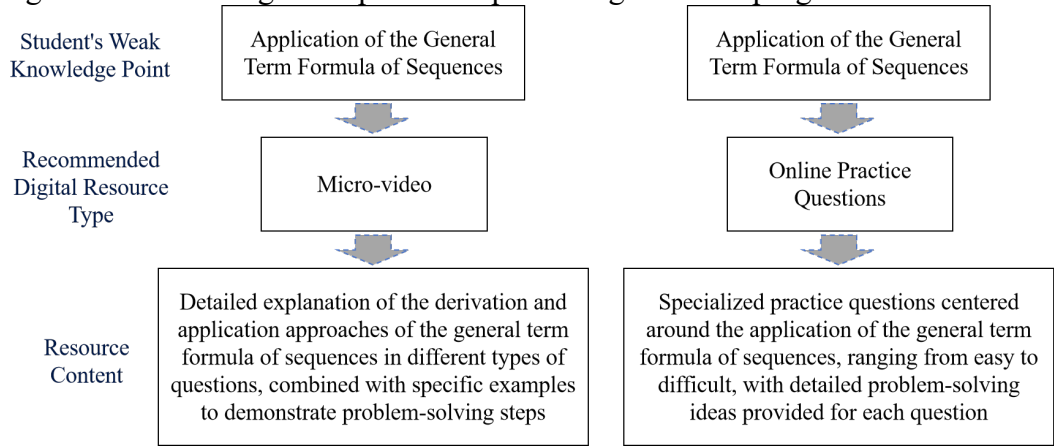 Student's Weak
Knowledge Point
Application of the General
Term Formula of Sequences
Application of the General
Term Formula of Sequences
Recommended
Digital Resource
Type
Micro-video
Online Practice
Questions
Resource
Content
Detailed explanation of the derivation and
application approaches of the general term
formula of sequences in different types of
questions, combined with specific examples
to demonstrate problem-solving steps
Specialized practice questions centered
around the application of the general term
formula of sequences, ranging from easy to
difficult, with detailed problem-solving
ideas provided for each question